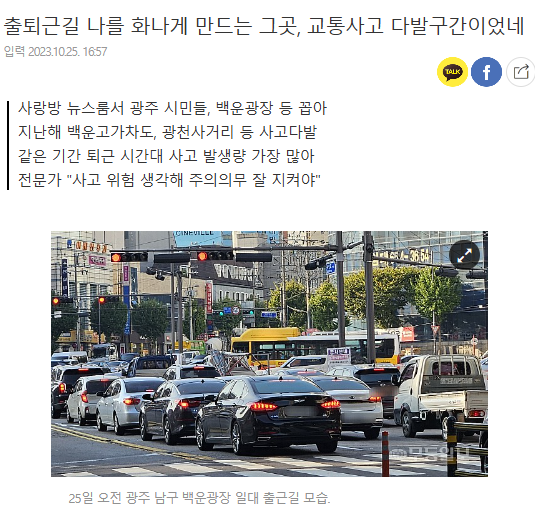 출퇴근길 나를 화나게 만드는 그곳, 교통사고 다발구간이었네
입력 2023.10.25. 16:57
TALK
f
사랑방 뉴스룸서 광주 시민들, 백운광장 등 꼽아
지난해 백운고가차도, 광천사거리 등 사고다발
같은 기간 퇴근 시간대 사고 발생량 가장 많아
전문가 "사고 위험 생각해 주의의무 잘 지켜야"
CINEVILLE
무등일보
25일 오전 광주 남구 백운광장 일대 출근길 모습.